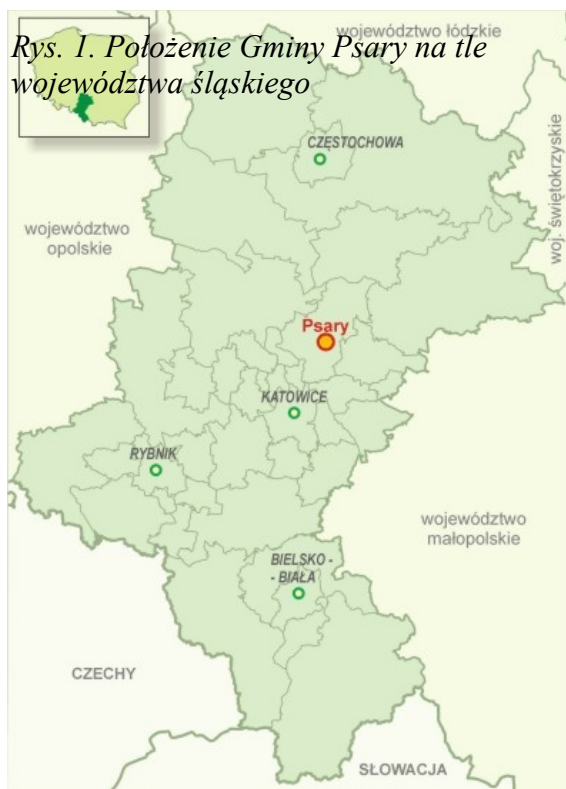 Rys. 1. Położenie Gminy Psary na tle
województwa śląskiego
województwo łódzkie
CZĘSTOCHOWA
woj. świętokrzyskie
województwo
opolskie
Psary
KATOWICE
RYBNIK
województwo
małopolskie
BIELSKO -
- BIAŁA
CZECHY
SŁOWACJA